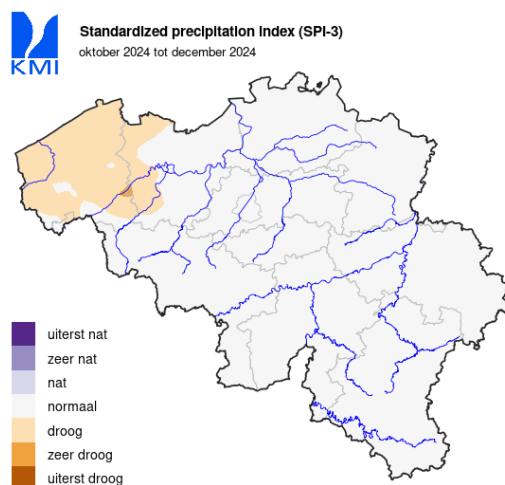 Standardized precipitation index (SPI-3)
oktober 2024 tot december 2024
KMI
uiterst nat
zeer nat
nat
normaal
droog
zeer droog
uiterst droog